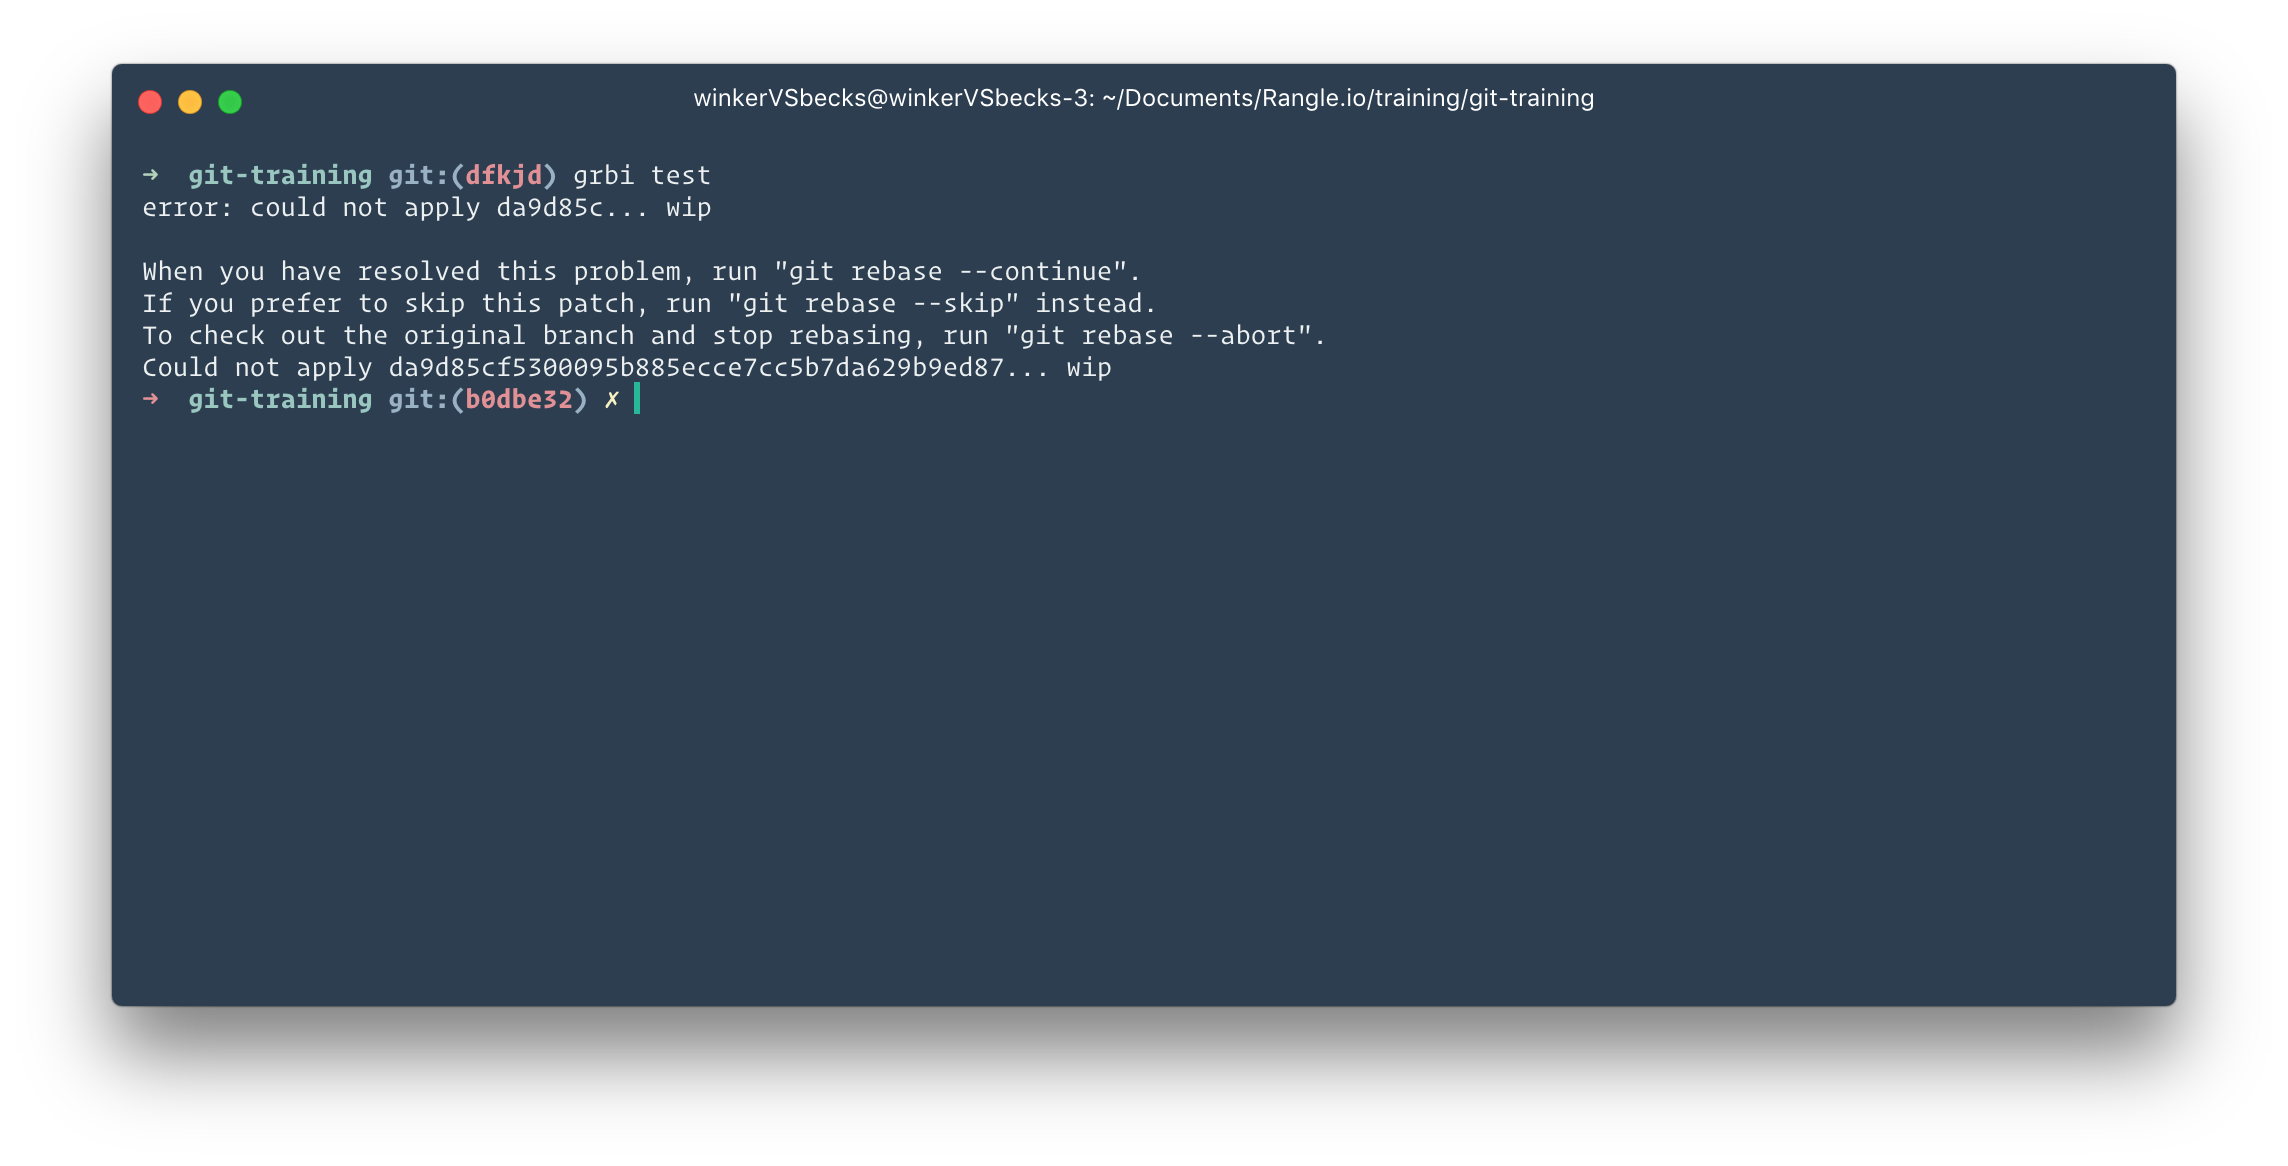 winkerVSbecks@winkerVSbecks-3: ~/Documents/Rangle.io/training/git-training
➜  git-training git:(dfkjd) grbi test
error: could not apply da9d85c... wip
When you have resolved this problem, run "git rebase --continue".
If you prefer to skip this patch, run "git rebase --skip" instead.
To check out the original branch and stop rebasing, run "git rebase --abort".
Could not apply da9d85cf5300095b885ecce7cc5b7da629b9ed87... wip
➜  git-training git:(b0dbe32) ✗